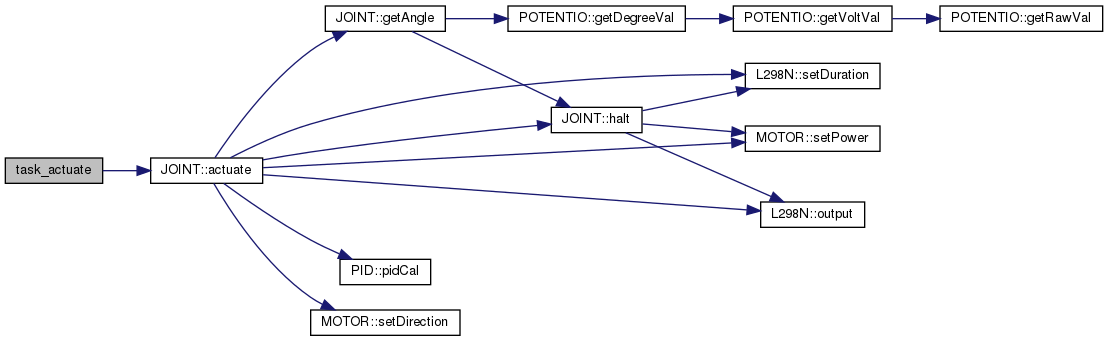 JOINT::getAngle
POTENTIO::getDegreeVal
POTENTIO::getVoltVal
POTENTIO::getRawVal
L298N::setDuration
JOINT::halt
MOTOR::setPower
task_actuate
JOINT::actuate
L298N::output
PID::pidCal
MOTOR::setDirection